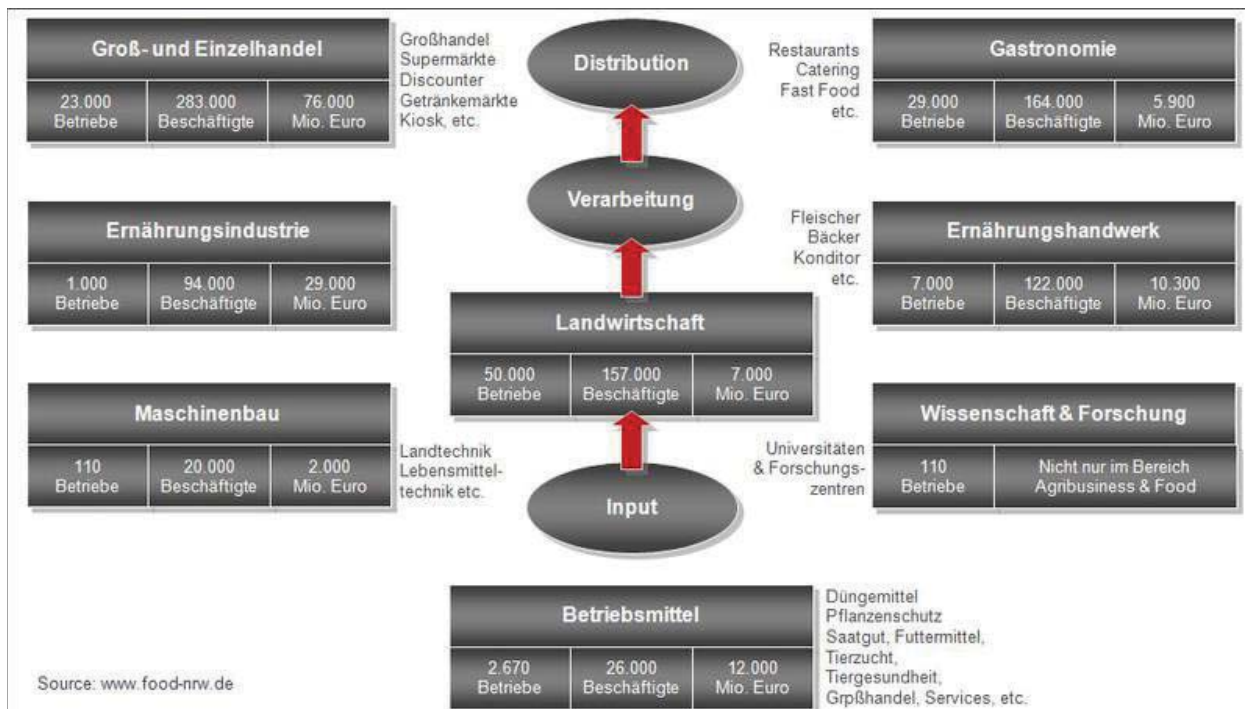 Groß- und Einzelhandel
23.000 283.000 76.000
Betriebe Beschäftigte Mio. Euro
Großhandel
Supermärkte
Discounter
Getränkemärkte
Kiosk, etc.
Distribution
Restaurants
Catering
Fast Food
etc.
Gastronomie
29.000 164.000 5.900
Betriebe Beschäftigte Mio. Euro
Verarbeitung
Ernährungsindustrie
1.000 94.000 29.000
Betriebe Beschäftigte Mio. Euro
Fleischer
Bäcker
Konditor
etc.
Ernährungshandwerk
7.000 122.000 10.300
Betriebe Beschäftigte Mio. Euro
Landwirtschaft
50.000 157.000 7.000
Betriebe Beschäftigte Mio. Euro
Maschinenbau
110 20.000 2.000
Betriebe Beschäftigte Mio. Euro
Landtechnik
Lebensmittel-
technik etc.
Input
Universitäten
& Forschungs-
zentren
Wissenschaft & Forschung
110
Betriebe
Nicht nur im Bereich
Agribusiness & Food
Betriebsmittel
2.670 26.000 12.000
Betriebe Beschäftigte Mio. Euro
Düngemittel
Pflanzenschutz
Saatgut, Futtermittel,
Tierzucht,
Tiergesundheit,
Grpßhandel, Services, etc.
Source: www.food-nrw.de